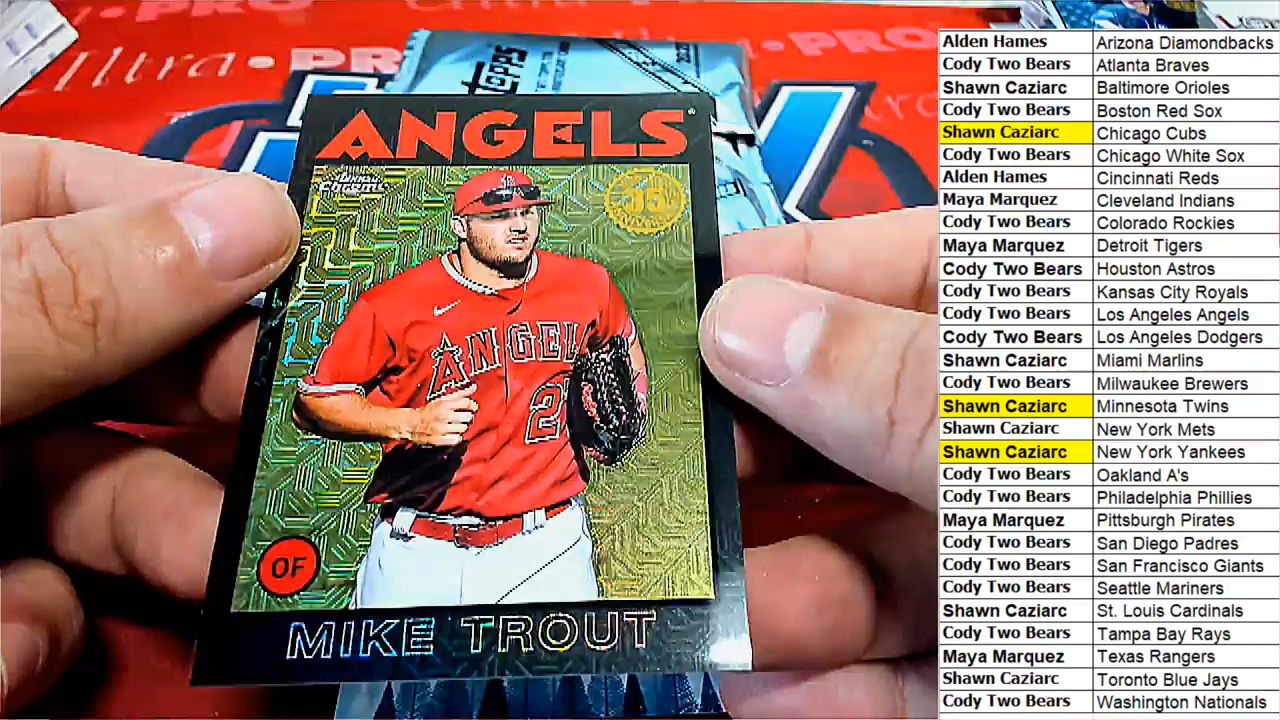 Ultra•PRO
PRO
topps
ANGELS
Topps
Chrome
35
ANGEL
2
OF
MIKE TROUT
Alden Hames Arizona Diamondbacks
Cody Two Bears Atlanta Braves
Shawn Caziarc Baltimore Orioles
Cody Two Bears Boston Red Sox
Shawn Caziarc Chicago Cubs
Cody Two Bears Chicago White Sox
Alden Hames Cincinnati Reds
Maya Marquez Cleveland Indians
Cody Two Bears Colorado Rockies
Maya Marquez Detroit Tigers
Cody Two Bears Houston Astros
Cody Two Bears Kansas City Royals
Cody Two Bears Los Angeles Angels
Cody Two Bears Los Angeles Dodgers
Shawn Caziarc Miami Marlins
Cody Two Bears Milwaukee Brewers
Shawn Caziarc Minnesota Twins
Shawn Caziarc New York Mets
Shawn Caziarc New York Yankees
Cody Two Bears Oakland A's
Cody Two Bears Philadelphia Phillies
Maya Marquez Pittsburgh Pirates
Cody Two Bears San Diego Padres
Cody Two Bears San Francisco Giants
Cody Two Bears Seattle Mariners
Shawn Caziarc St. Louis Cardinals
Cody Two Bears Tampa Bay Rays
Maya Marquez Texas Rangers
Shawn Caziarc Toronto Blue Jays
Cody Two Bears Washington Nationals